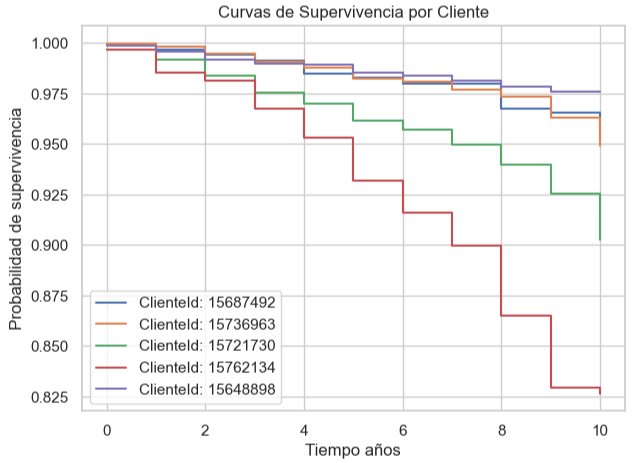 Curvas de Supervivencia por Cliente
Probabilidad de supervivencia
1.000
0.975
0.950
0.925
0.900
0.875
0.850
0.825
ClienteId: 15687492
ClienteId: 15736963
ClienteId: 15721730
ClienteId: 15762134
ClienteId: 15648898
0 2 4 6 8 10
Tiempo años